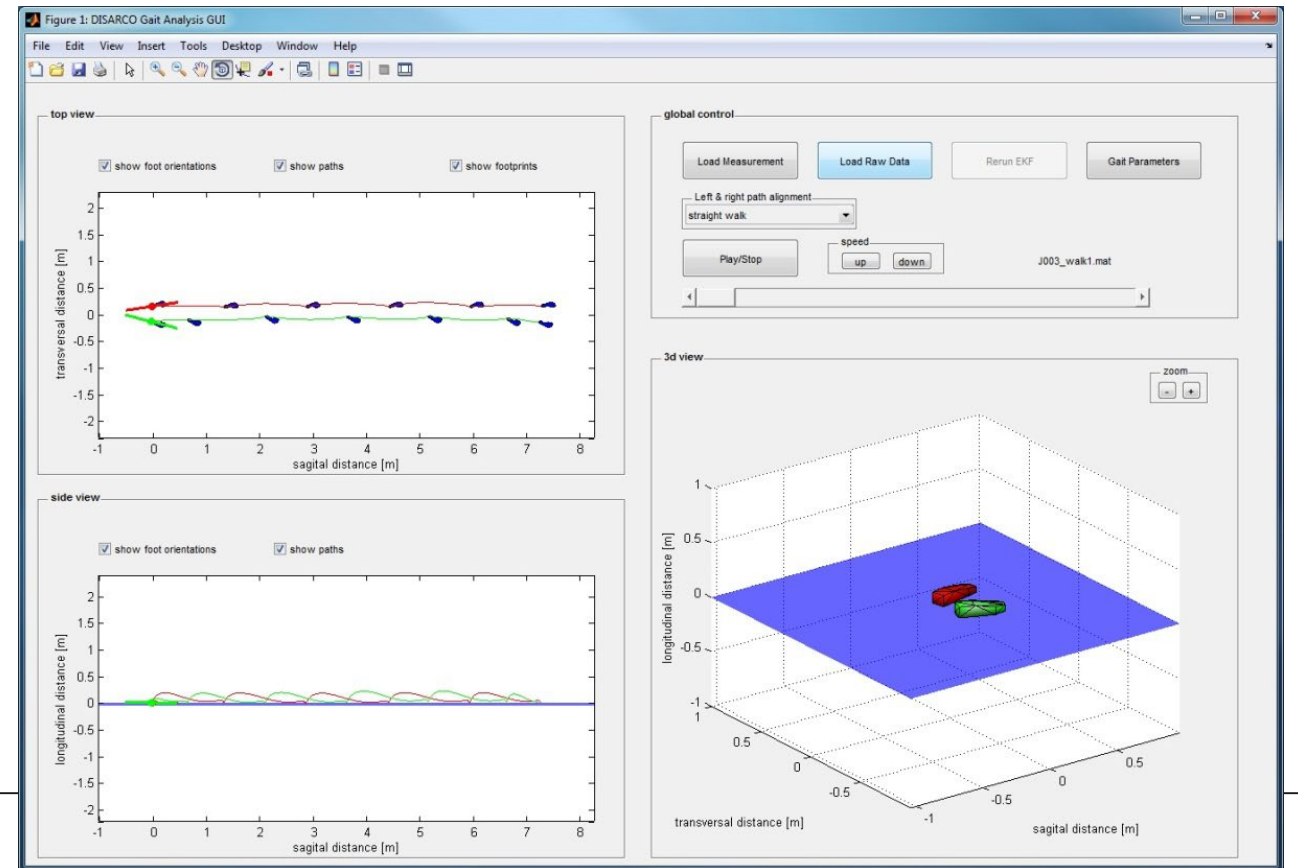 Figure 1: DISARCO Gait Analysis GUI
File Edit View Insert Tools Desktop Window Help
top view
show foot orientations show paths show footprints
2
1.5
1
0.5
0
-0.5
-1
-1.5
-2
transversal distance [m]
-1 0 1 2 3 4 5 6 7 8
sagital distance [m]
side view
show foot orientations show paths
2
1.5
1
0.5
0
-0.5
-1
-1.5
-2
longitudinal distance [m]
-1 0 1 2 3 4 5 6 7 8
sagital distance [m]
global control
Load Measurement Load Raw Data Rerun EKF Gait Parameters
Left & right path alignment
straight walk
speed
Play/Stop up down J003_walk1.mat
3d view
zoom
- +
1
0.5
0
-0.5
-1
longitudinal distance [m]
1
0.5
0
-0.5
-1
transversal distance [m]
-0.5
0
0.5
sagital distance [m]